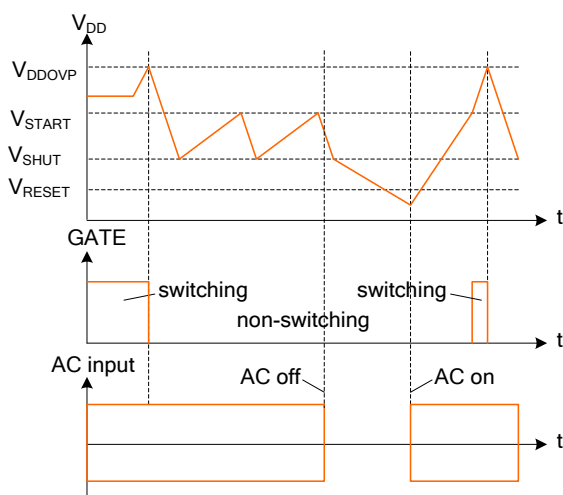 VDD
VDDOVP
VSTART
VSHUT
VRESET
t
GATE
switching
switching
non-switching
t
AC input
AC off
AC on
t